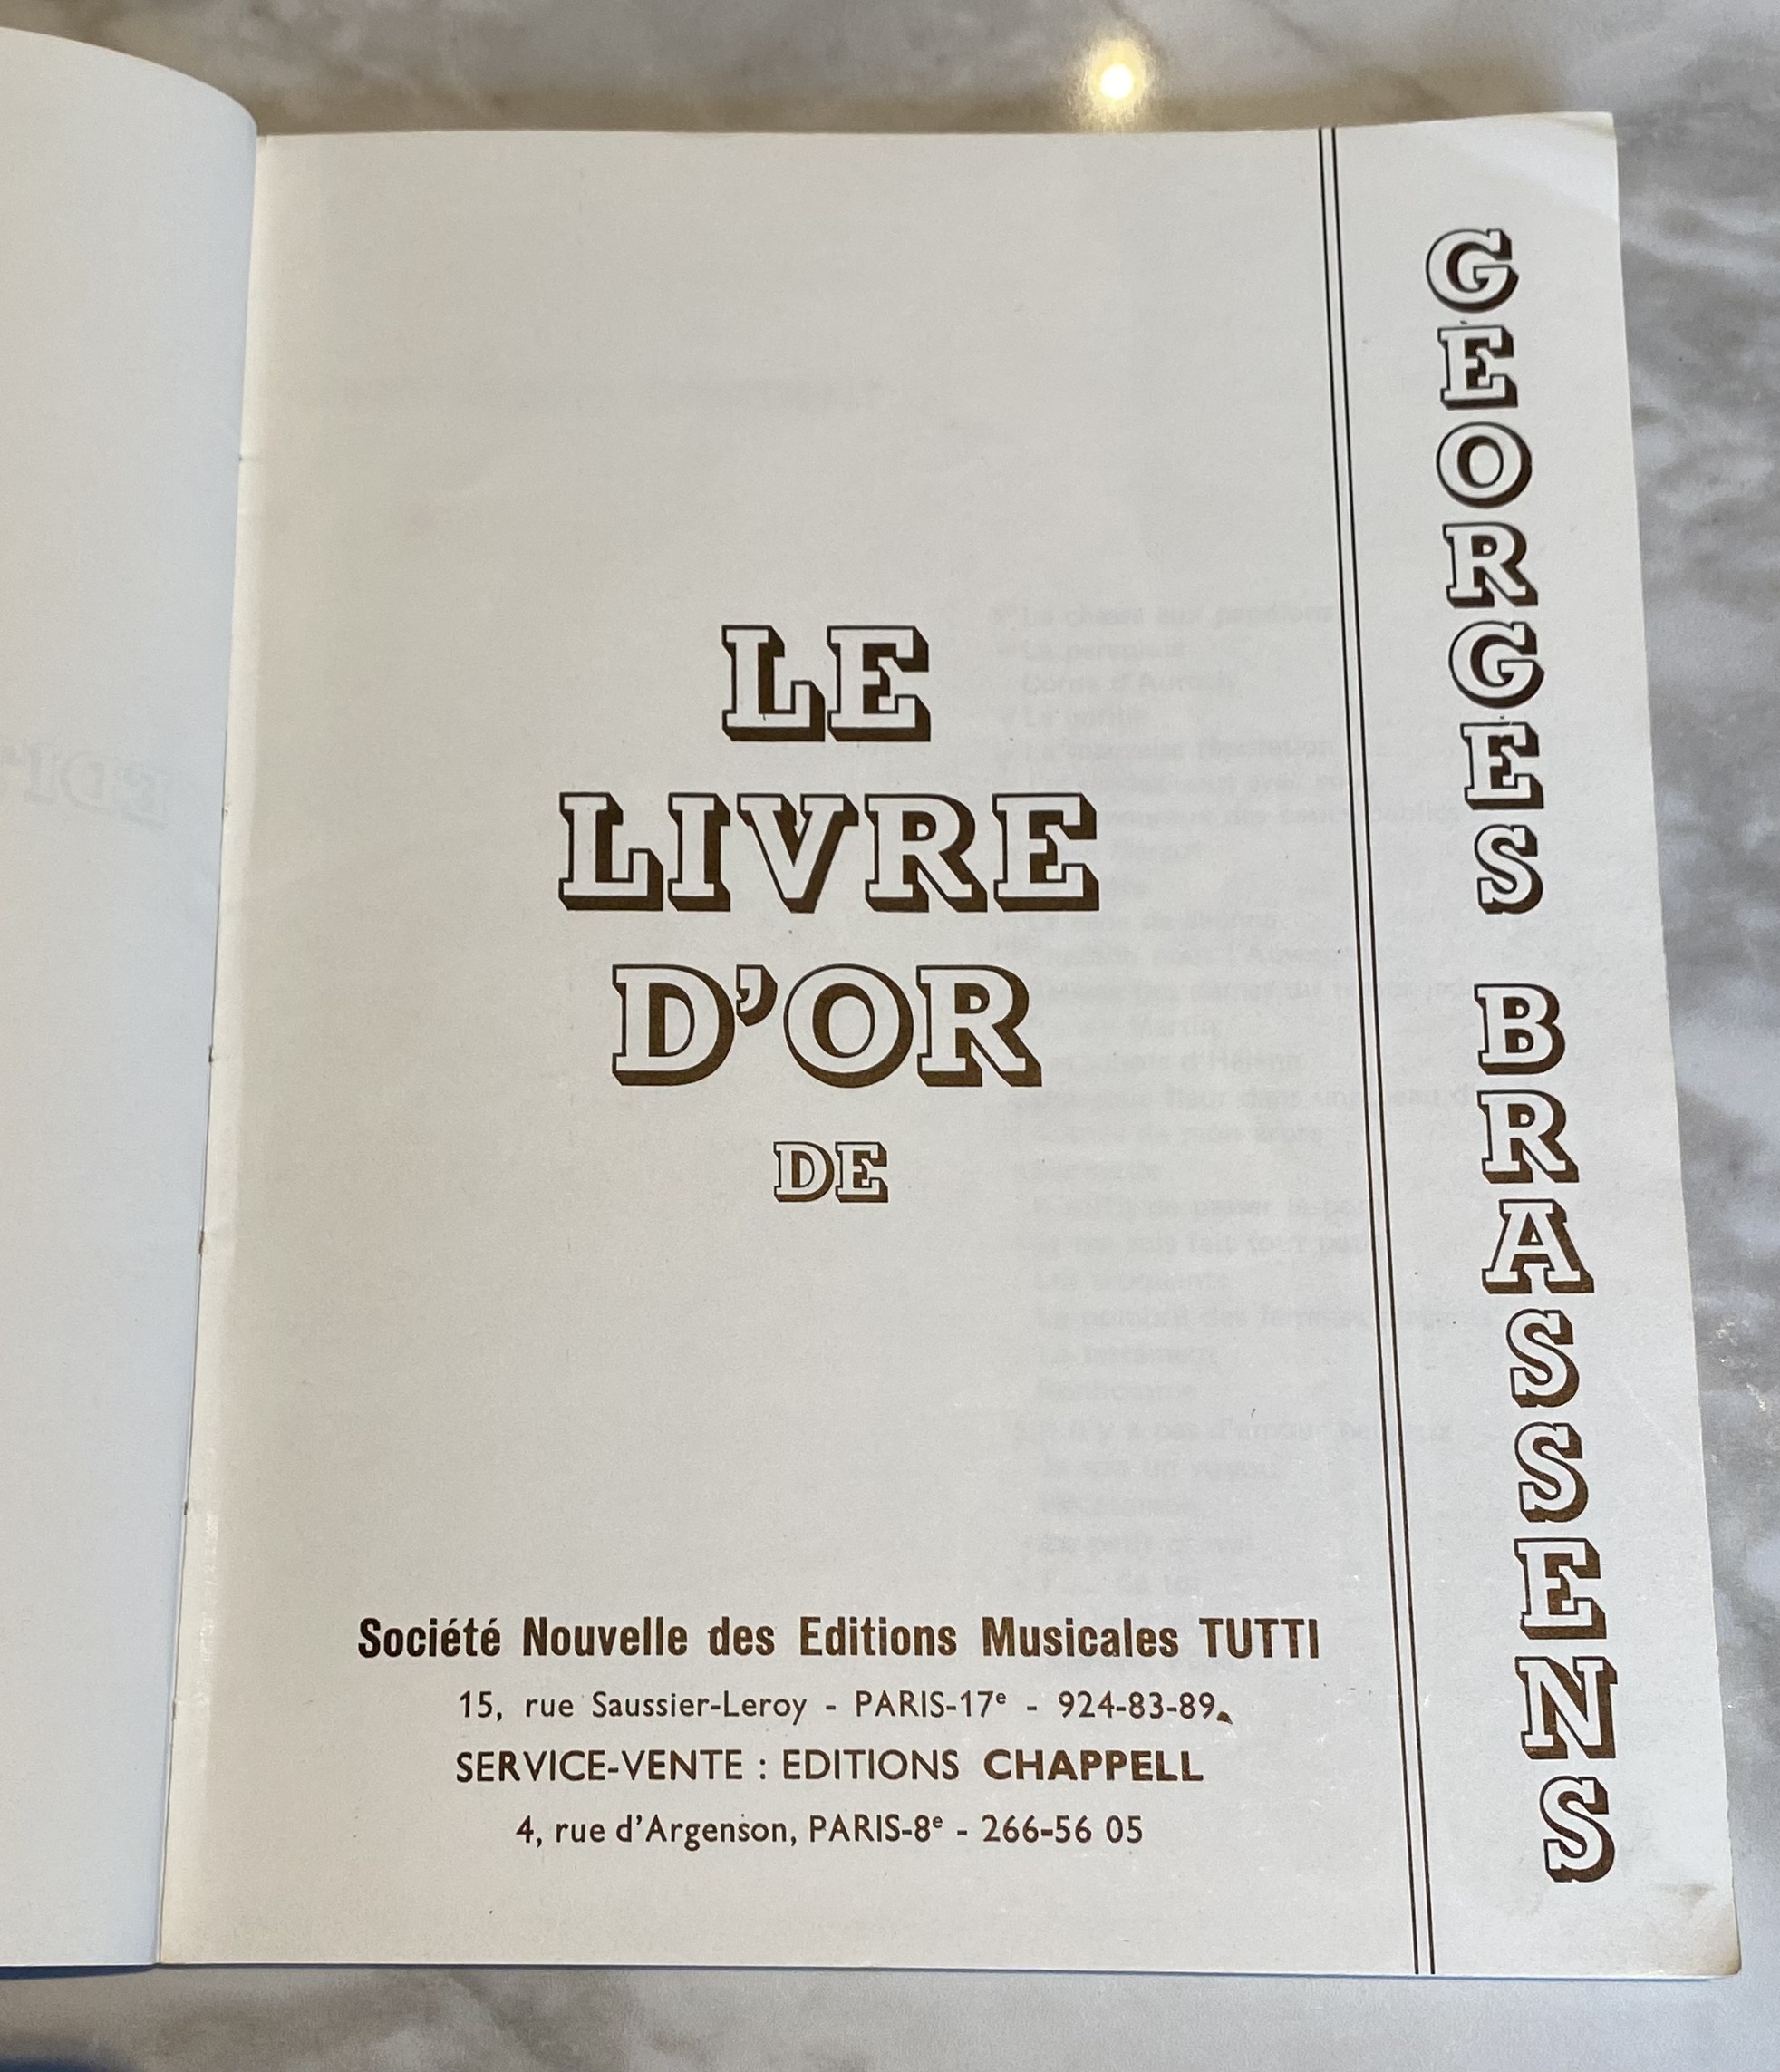 LE
LIVRE
D'OR
DE
GEORGES BRASSENS
Société Nouvelle des Editions Musicales TUTTI
15, rue Saussier-Leroy - PARIS-17e - 924-83-89
SERVICE-VENTE : EDITIONS CHAPPELL
4, rue d'Argenson, PARIS-8e - 266-56 05